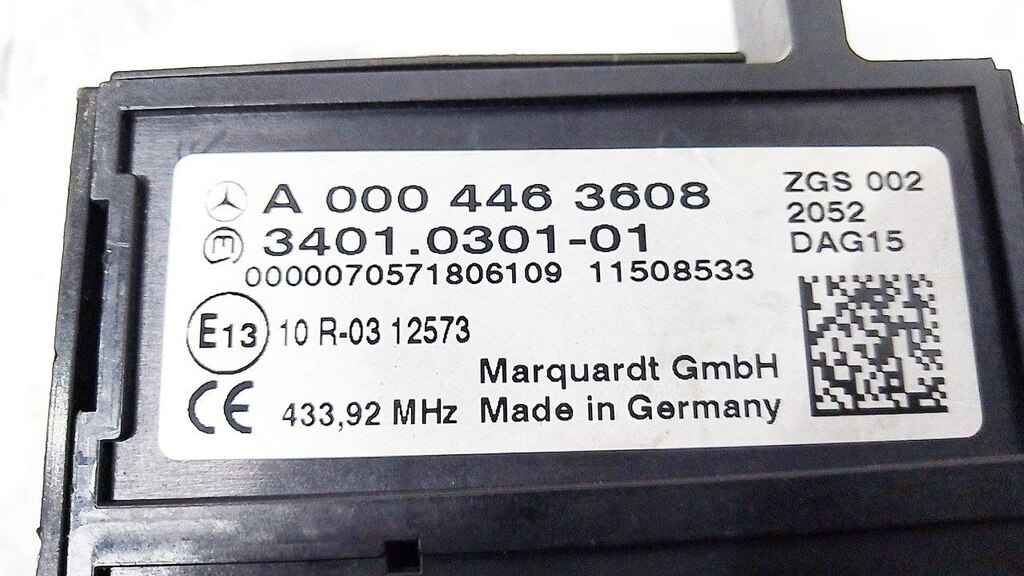 A 000 446 3608
3401.0301-01
0000070571806109 11508533
ZGS 002
2052
DAG15
E13 10 R-03 12573
CE 433,92 MHz
Marquardt GmbH
Made in Germany